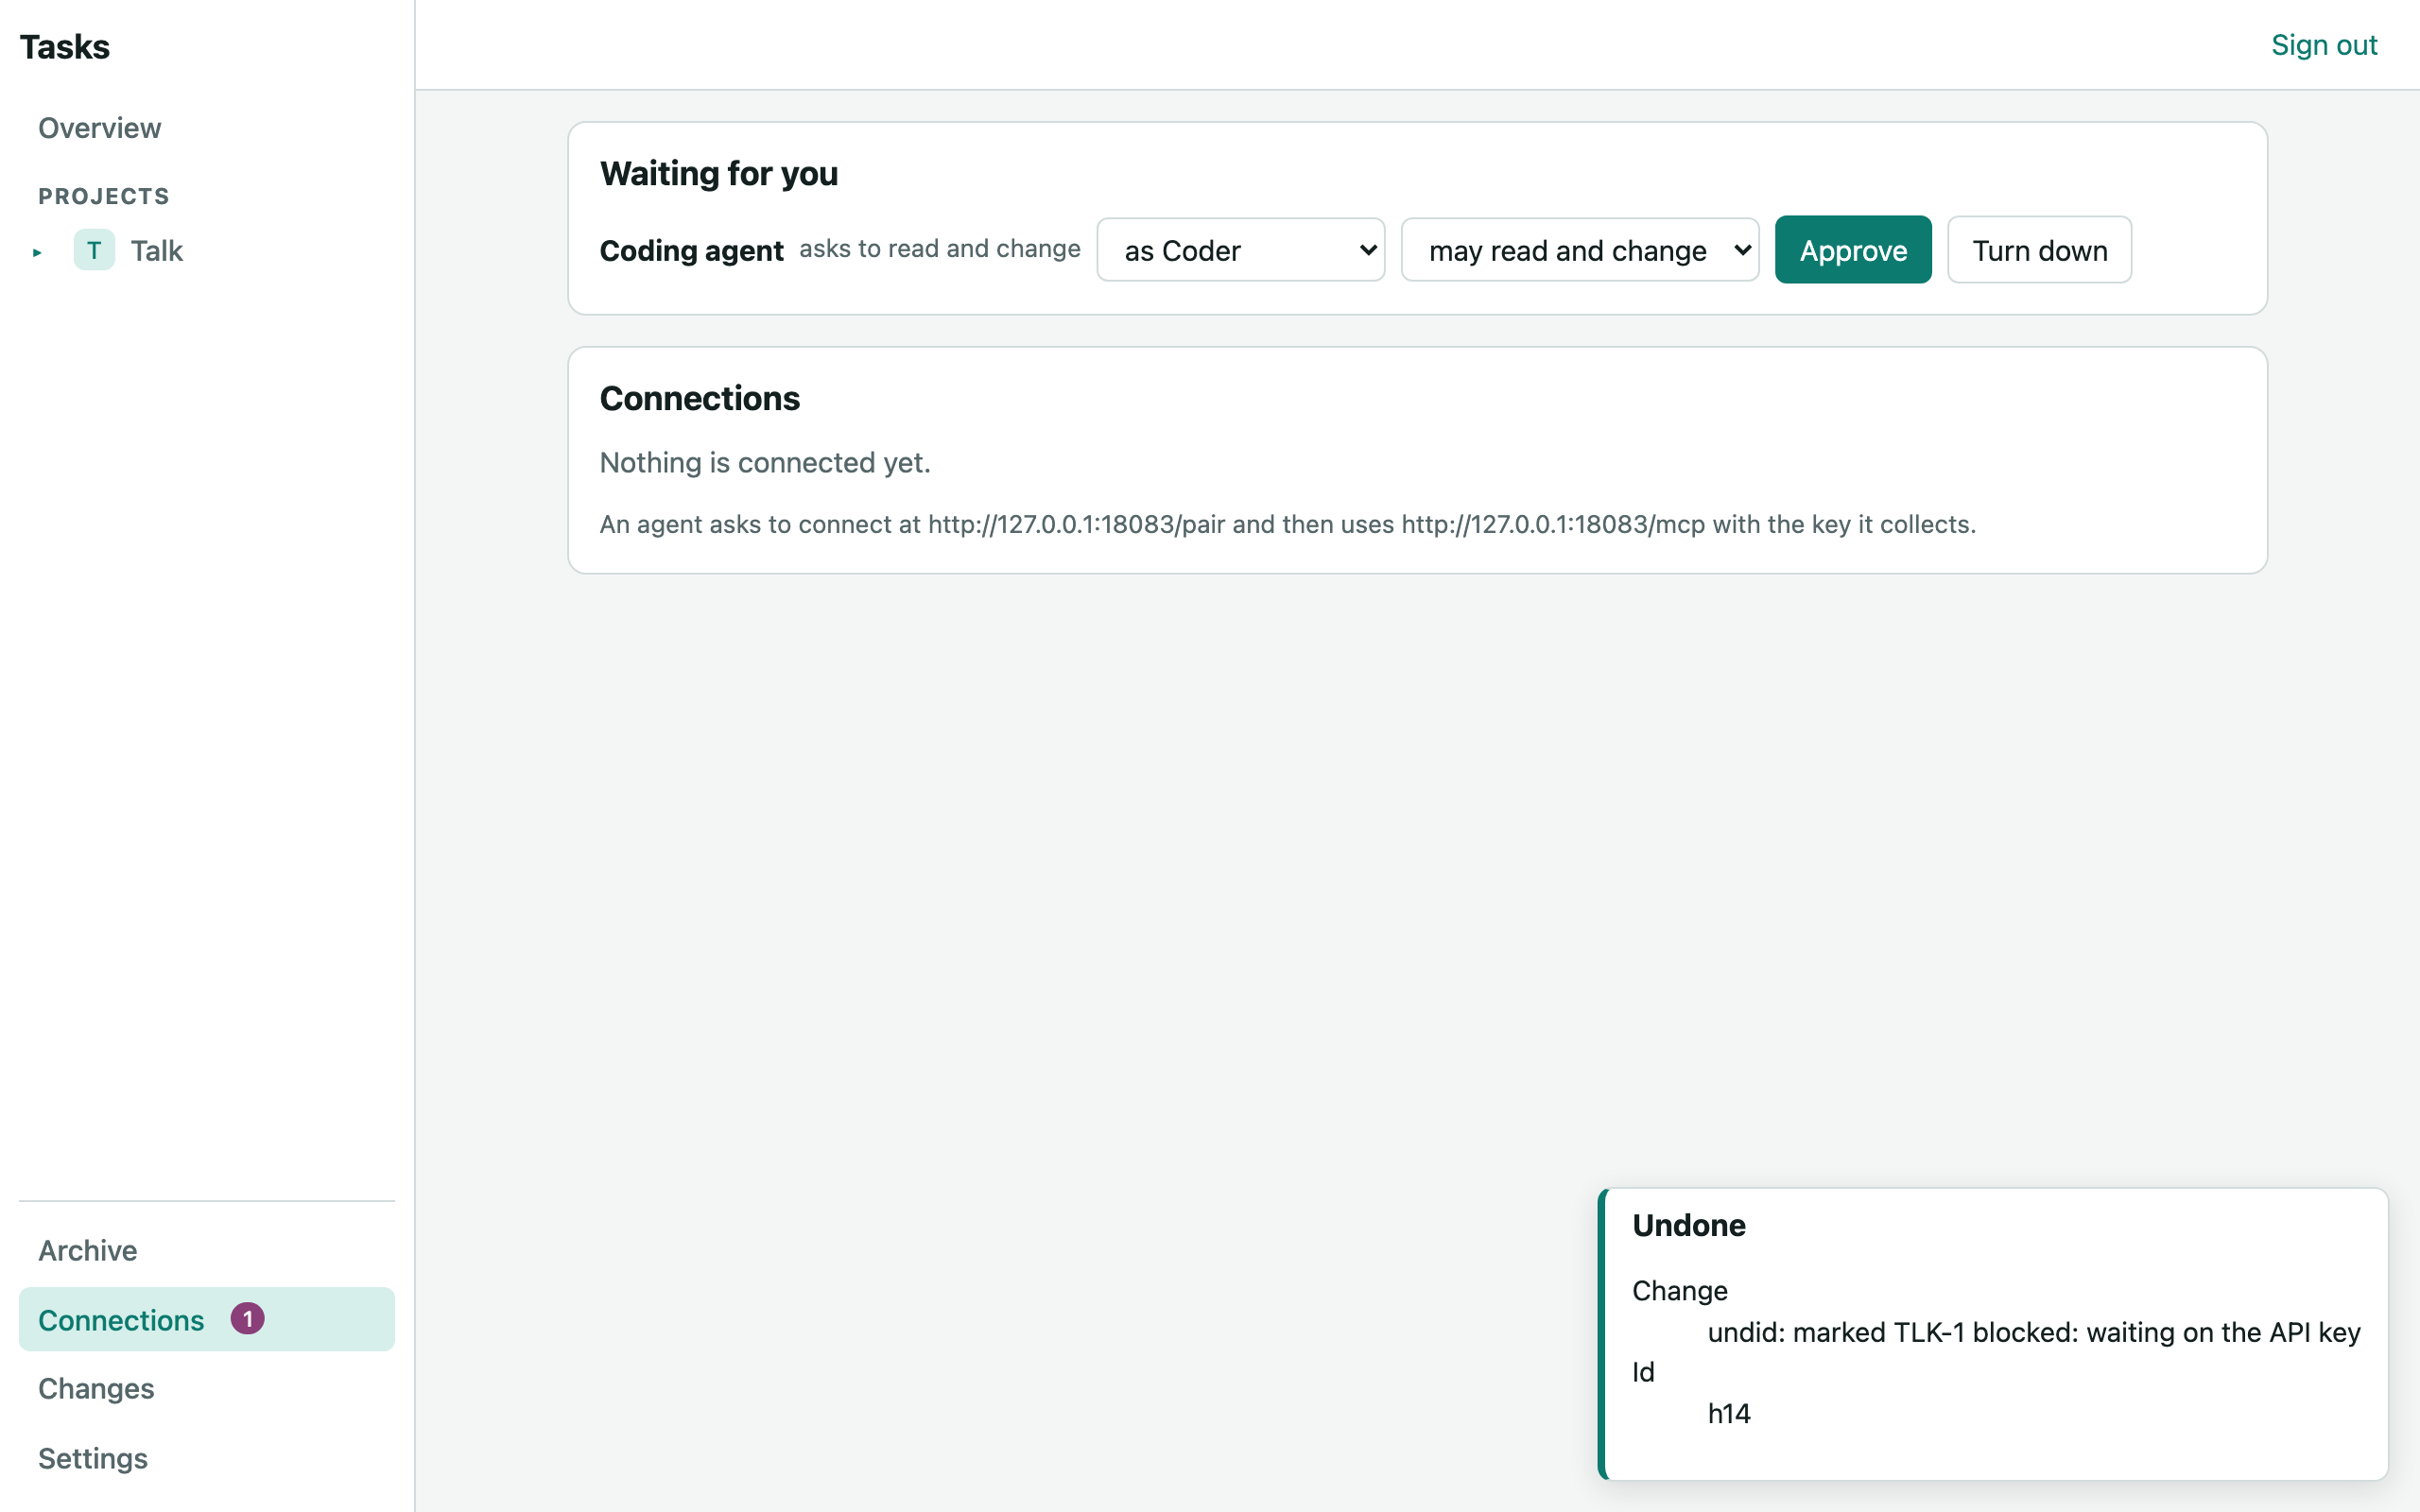 Tasks
Sign out
Overview
PROJECTS
T Talk
Waiting for you
Coding agent asks to read and change as Coder may read and change Approve Turn down
Connections
Nothing is connected yet.
An agent asks to connect at http://127.0.0.1:18083/pair and then uses http://127.0.0.1:18083/mcp with the key it collects.
Archive
Connections 1
Changes
Settings
Undone
Change
undid: marked TLK-1 blocked: waiting on the API key
Id
h14